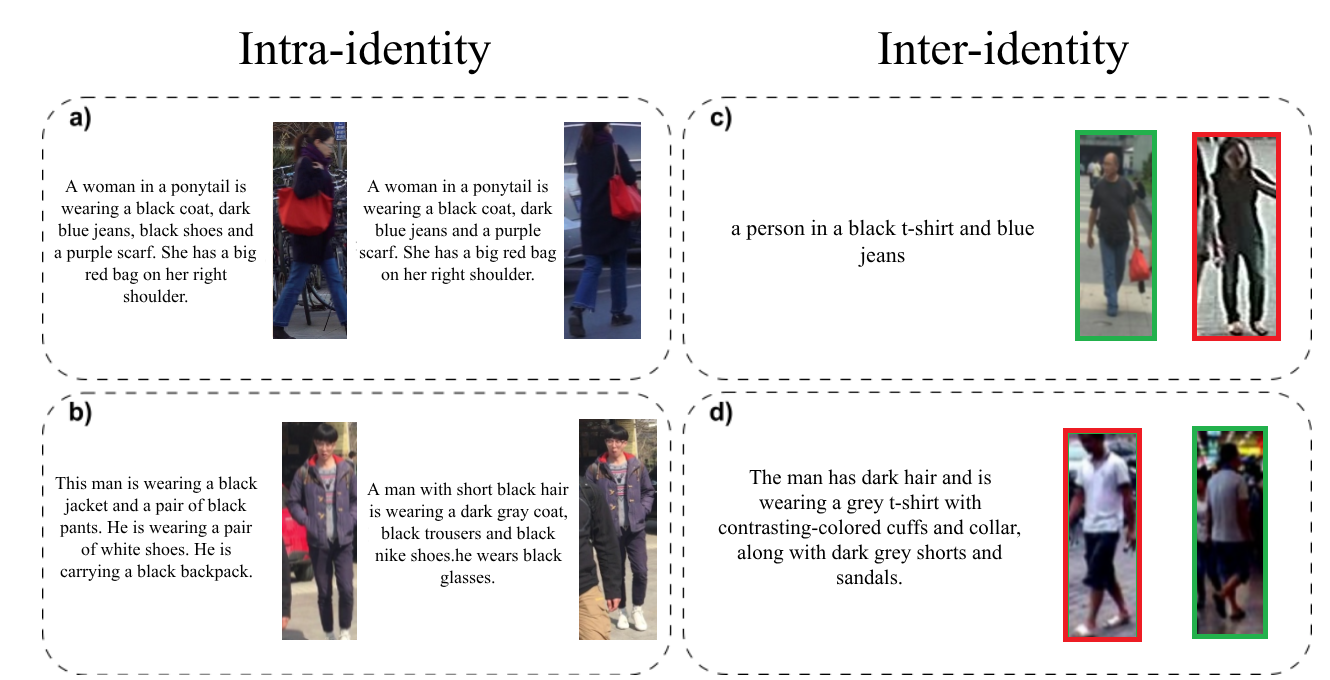 Intra-identity
Inter-identity
a)
A woman in a ponytail is
wearing a black coat, dark
blue jeans, black shoes and
a purple scarf. She has a big
red bag on her right
shoulder.
A woman in a ponytail is
wearing a black coat, dark
blue jeans and a purple
scarf. She has a big red bag
on her right shoulder.
c)
a person in a black t-shirt and blue
jeans
b)
This man is wearing a black
jacket and a pair of black
pants. He is wearing a pair
of white shoes. He is
carrying a black backpack.
A man with short black hair
is wearing a dark gray coat,
black trousers and black
nike shoes.he wears black
glasses.
d)
The man has dark hair and is
wearing a grey t-shirt with
contrasting-colored cuffs and collar,
along with dark grey shorts and
sandals.